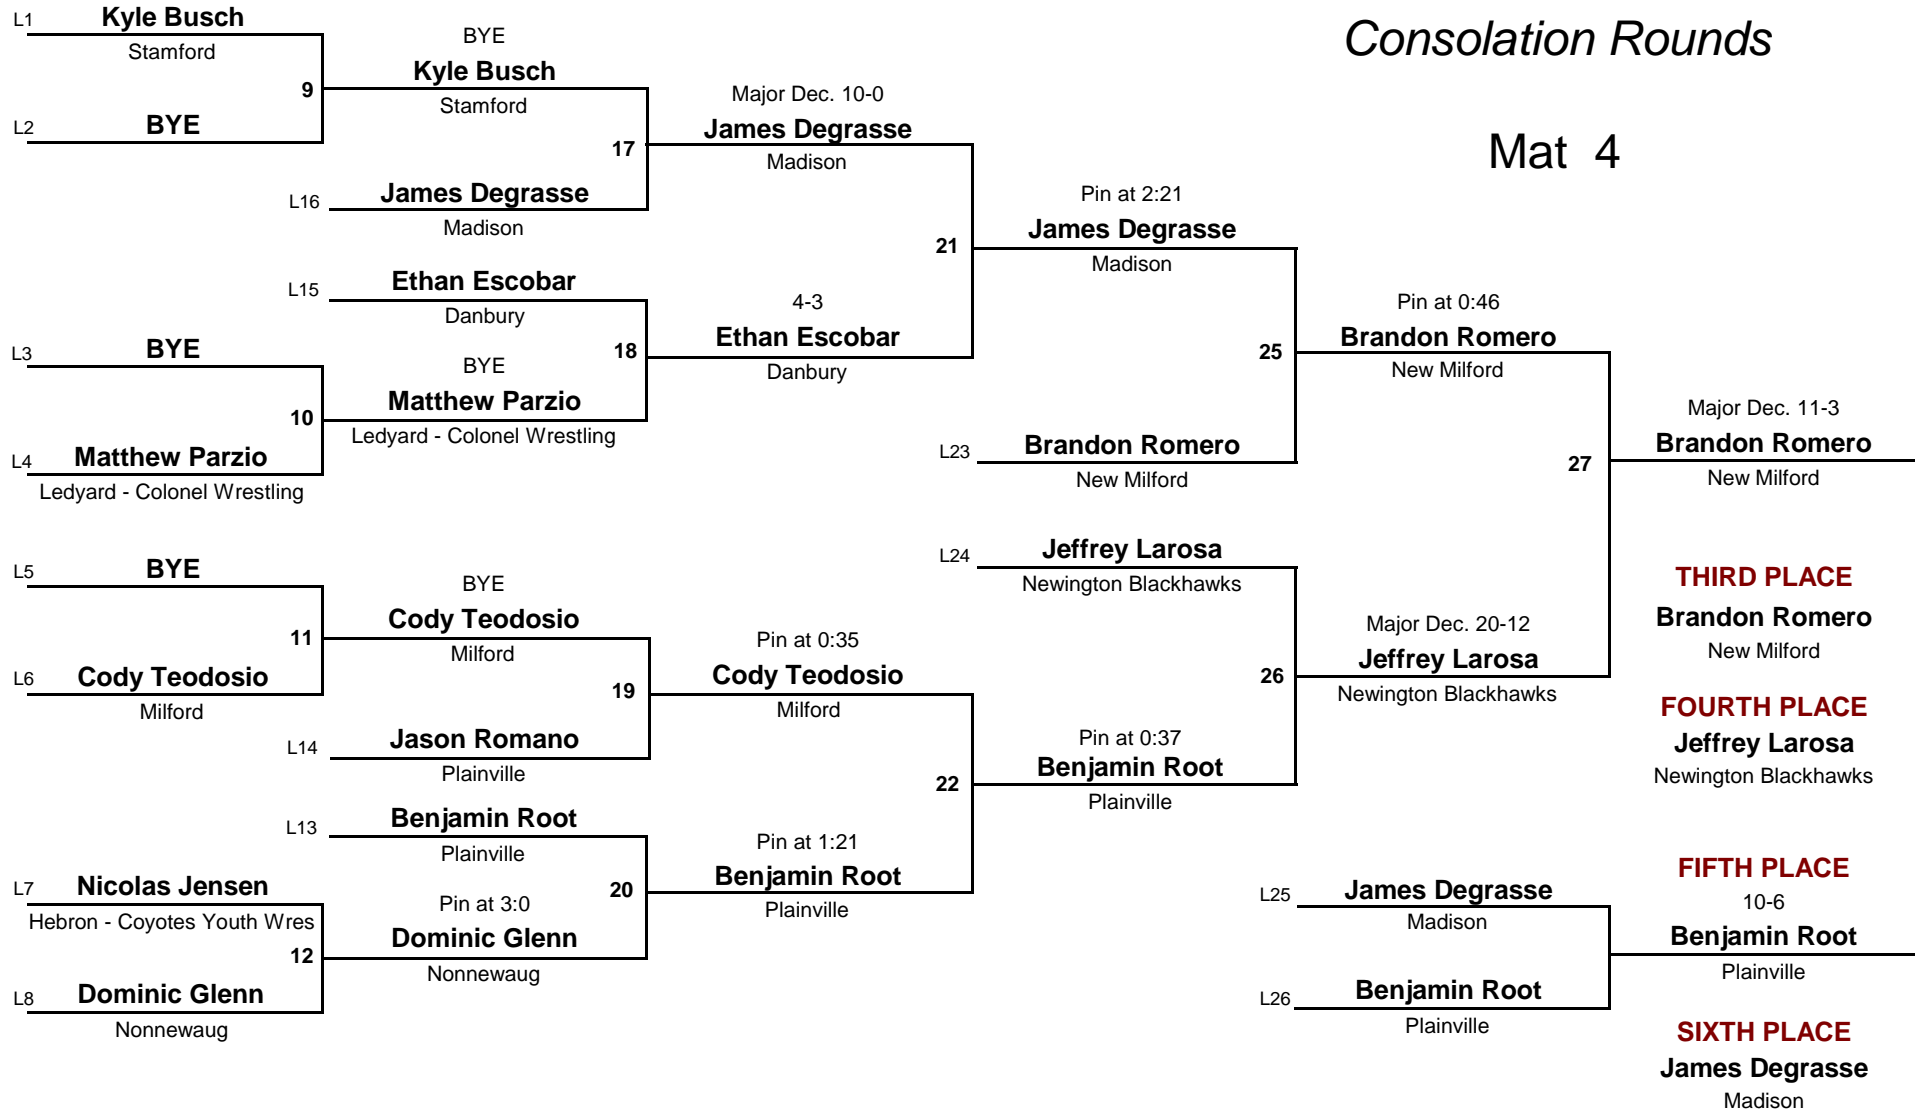 Consolation Rounds
Mat 4
L1 Kyle Busch
Stamford
9
L2 BYE
BYE
Kyle Busch
Stamford
17
L16 James Degrasse
Madison
Major Dec. 10-0
James Degrasse
Madison
21
L15 Ethan Escobar
Danbury
18
L3 BYE
10
L4 Matthew Parzio
Ledyard - Colonel Wrestling
BYE
Matthew Parzio
Ledyard - Colonel Wrestling
4-3
Ethan Escobar
Danbury
Pin at 2:21
James Degrasse
Madison
25
L23 Brandon Romero
New Milford
Pin at 0:46
Brandon Romero
New Milford
27
Major Dec. 11-3
Brandon Romero
New Milford
L5 BYE
11
L6 Cody Teodosio
Milford
BYE
Cody Teodosio
Milford
19
L14 Jason Romano
Plainville
Pin at 0:35
Cody Teodosio
Milford
22
L13 Benjamin Root
Plainville
20
L7 Nicolas Jensen
Hebron - Coyotes Youth Wres
12
L8 Dominic Glenn
Nonnewaug
Pin at 3:0
Dominic Glenn
Nonnewaug
Pin at 1:21
Benjamin Root
Plainville
L24 Jeffrey Larosa
Newington Blackhawks
26
Pin at 0:37
Benjamin Root
Plainville
Major Dec. 20-12
Jeffrey Larosa
Newington Blackhawks
THIRD PLACE
Brandon Romero
New Milford
FOURTH PLACE
Jeffrey Larosa
Newington Blackhawks
L25 James Degrasse
Madison
L26 Benjamin Root
Plainville
FIFTH PLACE
10-6
Benjamin Root
Plainville
SIXTH PLACE
James Degrasse
Madison